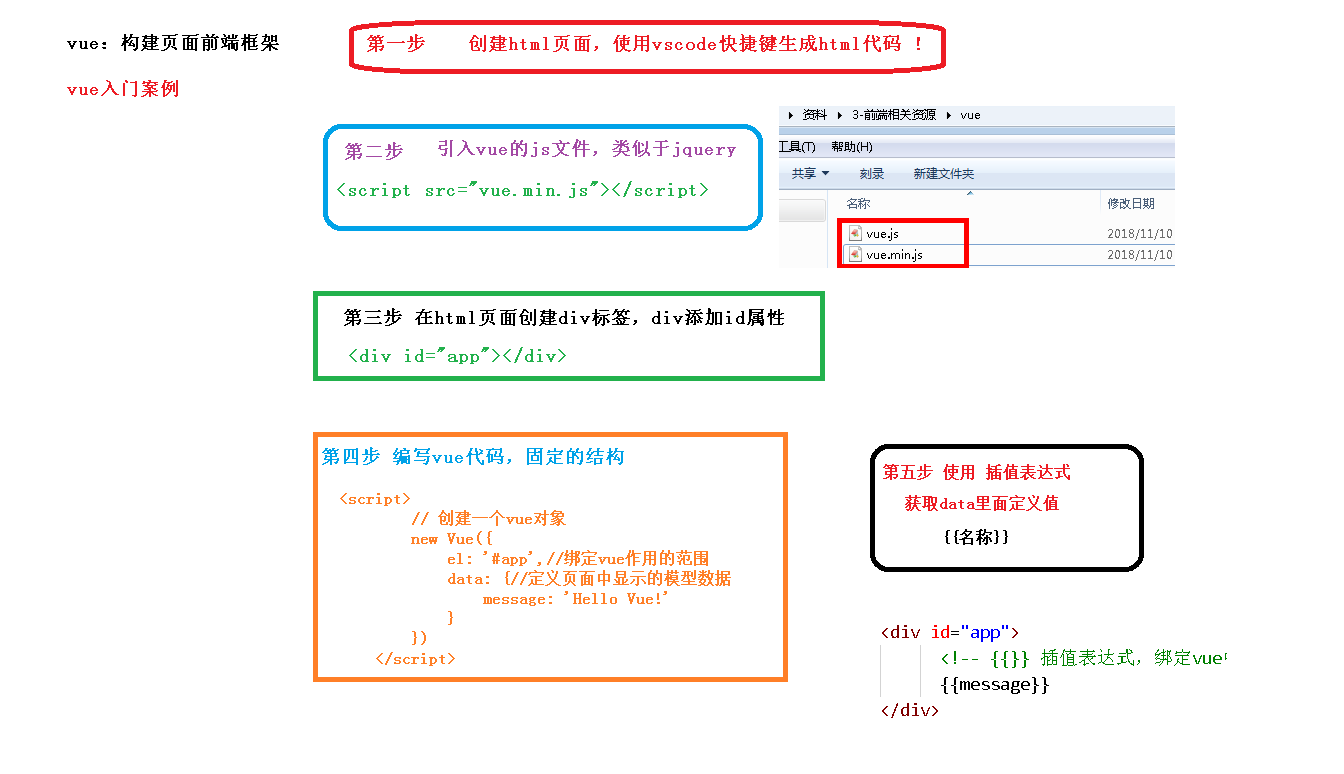 vue：构建页面前端框架
第一步 创建html页面，使用vscode快捷键生成html代码 !
vue入门案例
第二步 引入vue的js文件，类似于jquery
<script src="vue.min.js"></script>
资料 3-前端相关资源 vue
工具(T) 帮助(H)
共享 刻录 新建文件夹
名称 修改日期
vue.js 2018/11/10
vue.min.js 2018/11/10
第三步 在html页面创建div标签，div添加id属性
<div id="app"></div>
第四步 编写vue代码，固定的结构
<script>
// 创建一个vue对象
new Vue({
el: '#app',//绑定vue作用的范围
data: {//定义页面中显示的模型数据
message: 'Hello Vue!'
}
})
</script>
第五步 使用 插值表达式
获取data里面定义值
{{名称}}
<div id="app">
<!-- {{}} 插值表达式，绑定vue
{{message}}
</div>